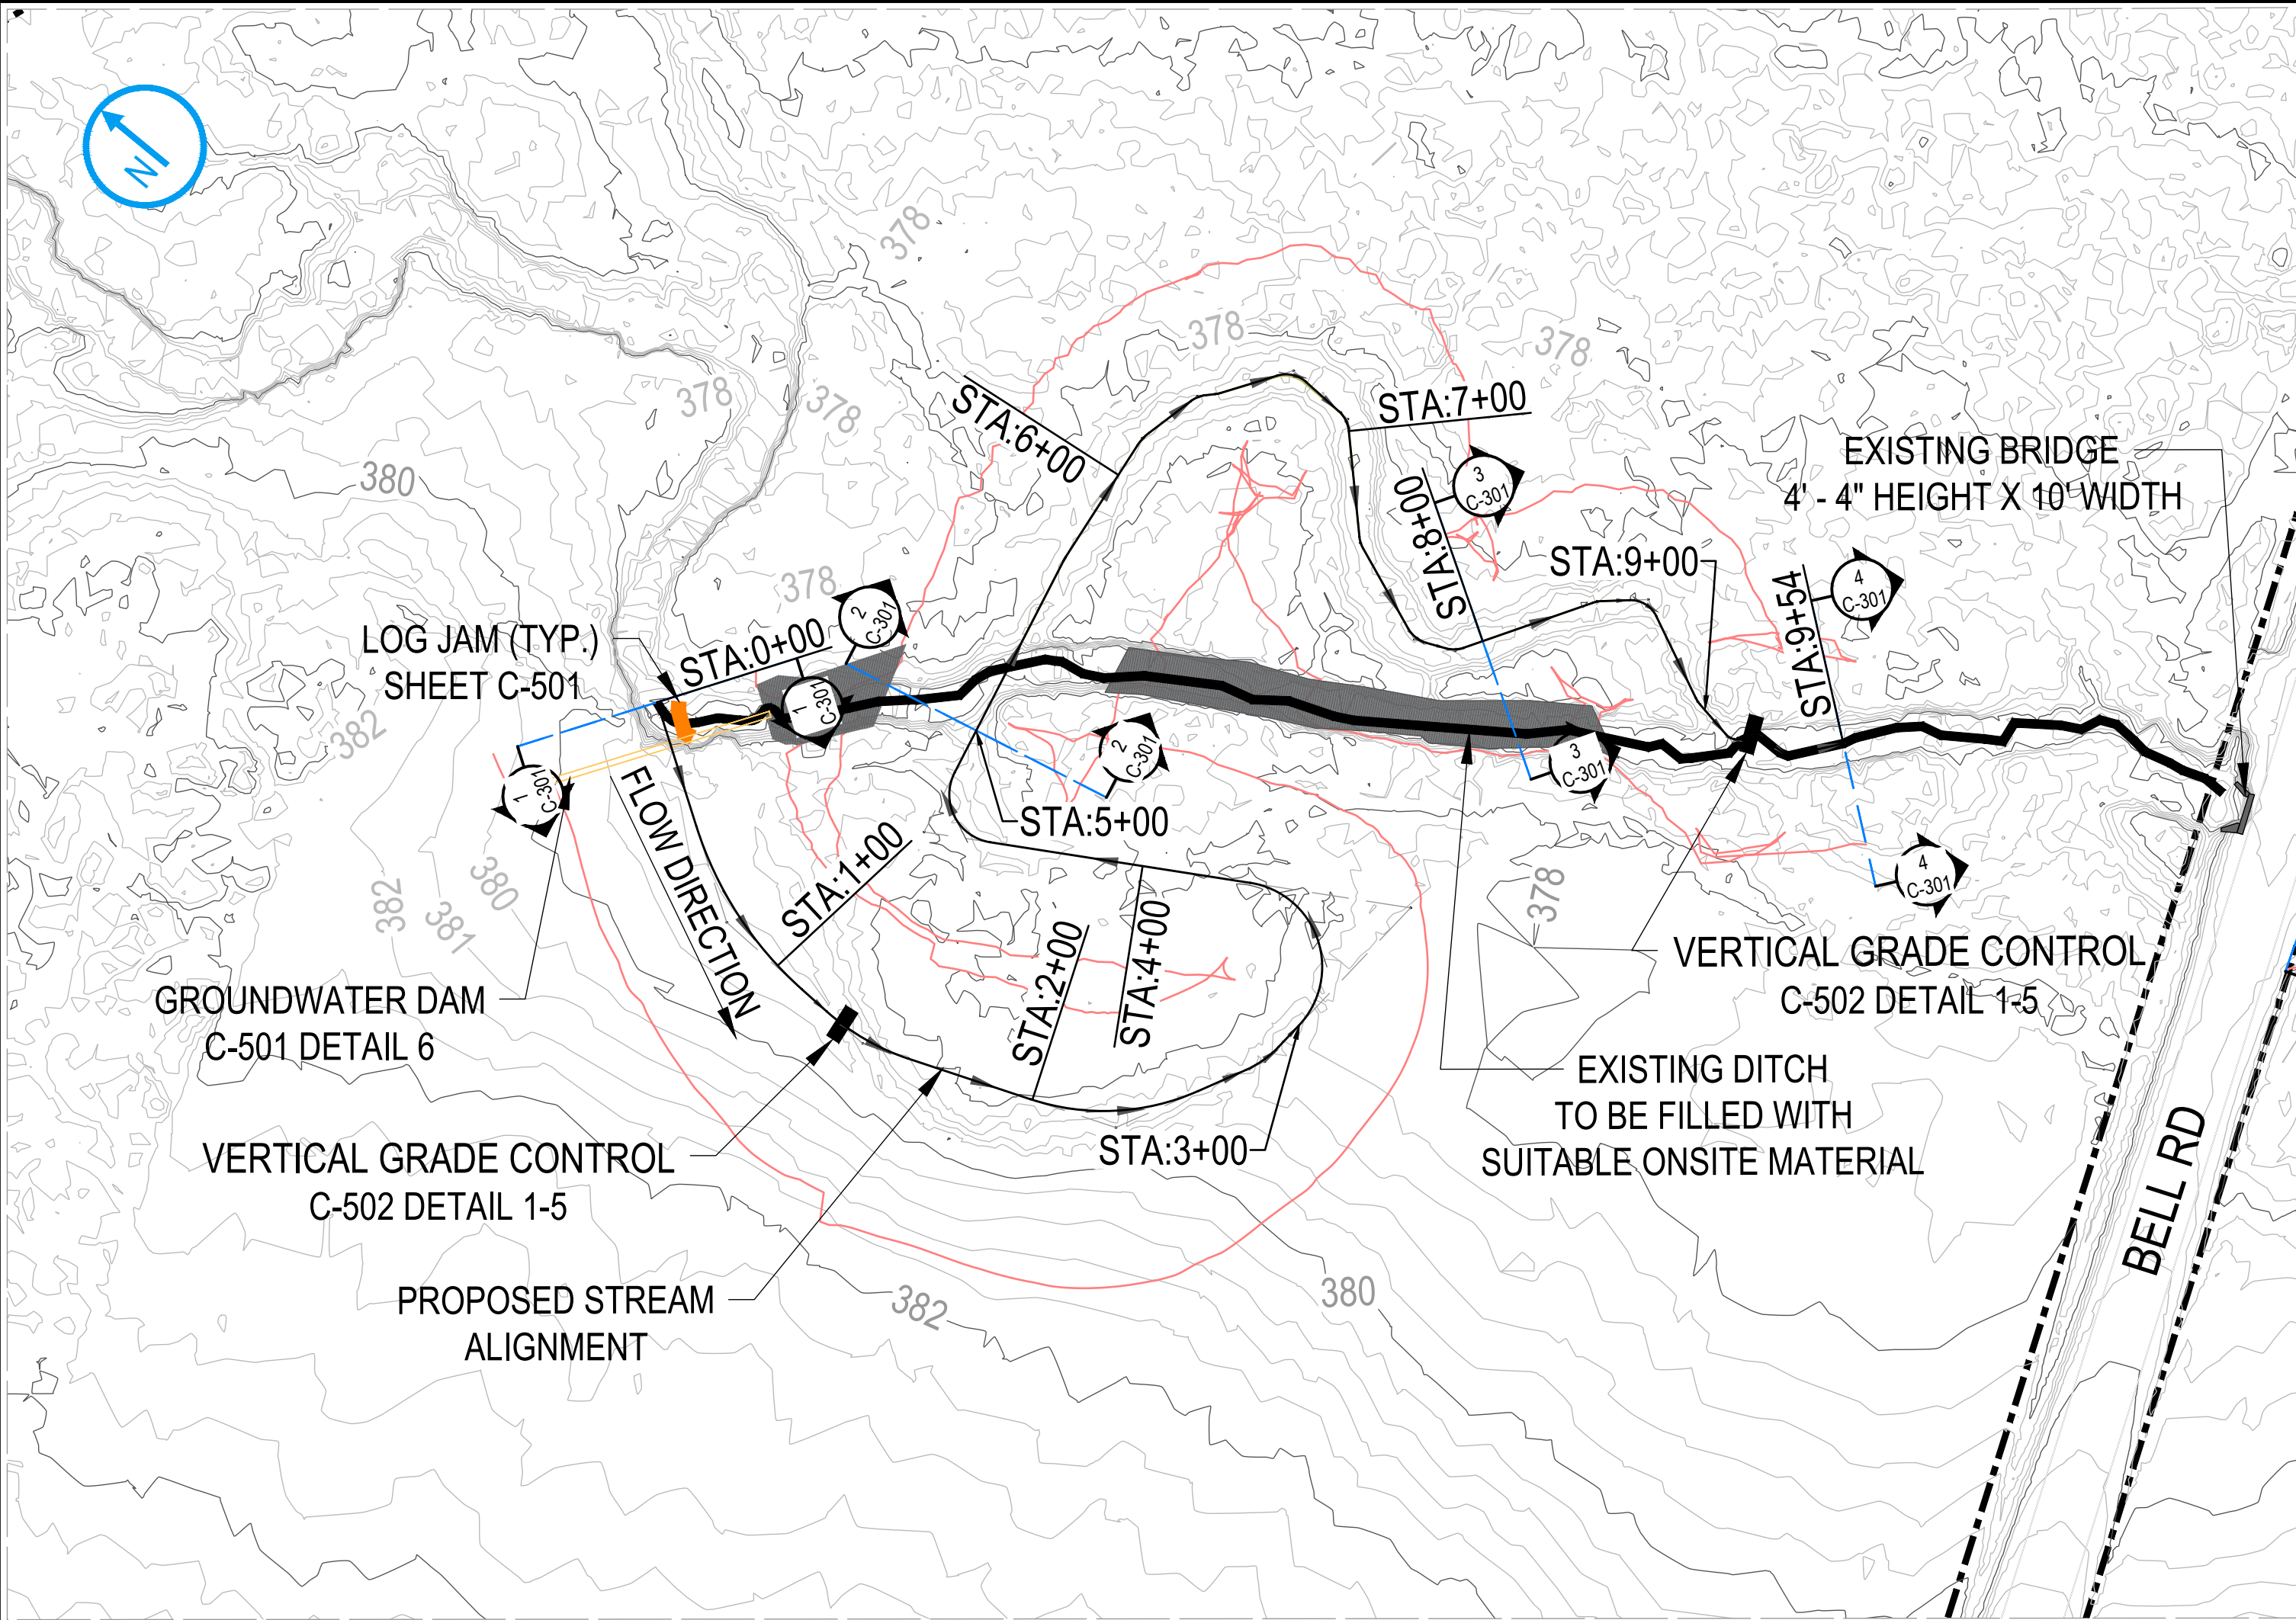 N
378
378
378
378
378
STA:7+00
STA:6+00
EXISTING BRIDGE
4' - 4" HEIGHT X 10' WIDTH
380
3
C-301
STA:8+00
STA:9+00
4
C-301
STA:9+54
378
2
C-301
LOG JAM (TYP.)
SHEET C-501
STA:0+00
1
C-301
382
2
C-301
3
C-301
1
C-301
FLOW DIRECTION
STA:5+00
STA:1+00
4
C-301
380
382
381
378
STA:2+00
STA:4+00
VERTICAL GRADE CONTROL
C-502 DETAIL 1-5
GROUNDWATER DAM
C-501 DETAIL 6
EXISTING DITCH
TO BE FILLED WITH
SUITABLE ONSITE MATERIAL
STA:3+00
VERTICAL GRADE CONTROL
C-502 DETAIL 1-5
BELL RD
PROPOSED STREAM
ALIGNMENT
382
380